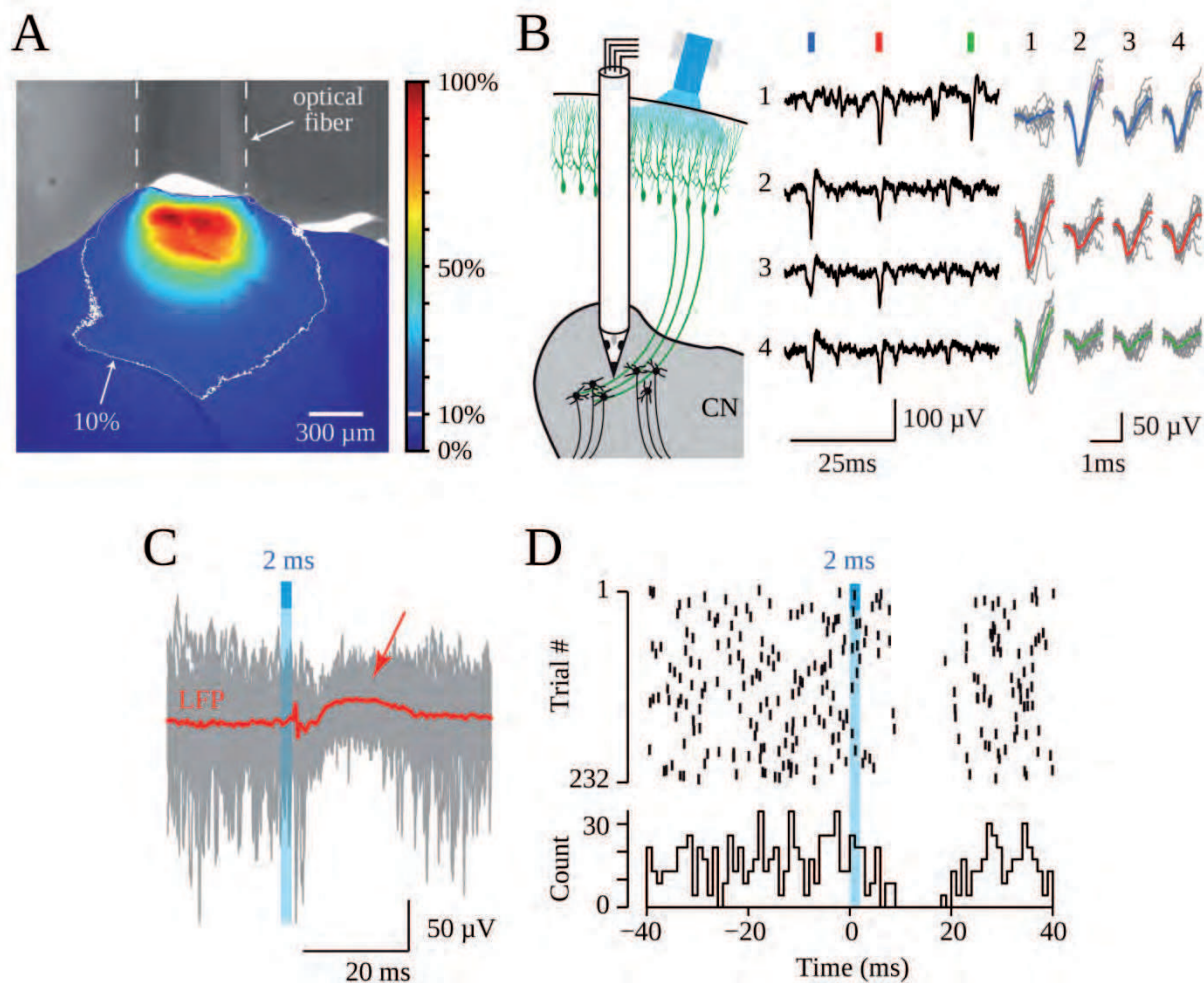 A
optical
fiber
10%
300 µm
100%
50%
10%
0%
B
1
2
3
4
CN
100 µV
25ms
1 2 3 4
50 µV
1ms
C
2 ms
LFP
50 µV
20 ms
D
2 ms
1
Trial #
232
30
Count
0
−40 −20 0 20 40
Time (ms)